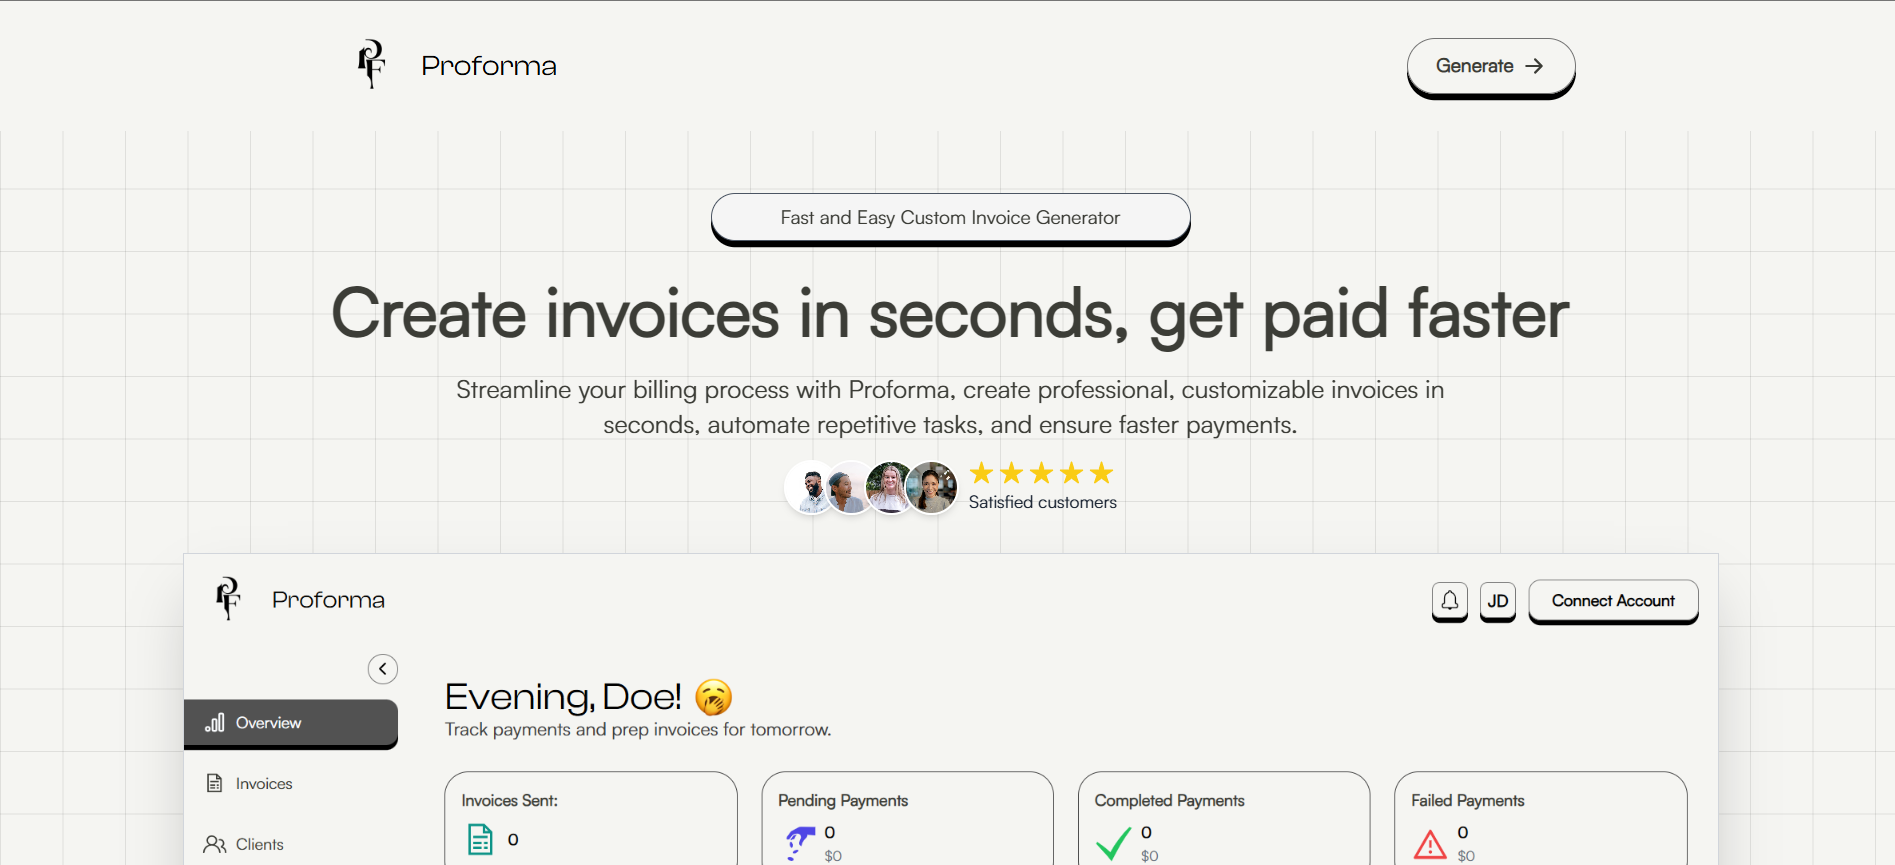 Proforma
Generate
Fast and Easy Custom Invoice Generator
Create invoices in seconds, get paid faster
Streamline your billing process with Proforma, create professional, customizable invoices in
seconds, automate repetitive tasks, and ensure faster payments.
Satisfied customers
PF Proforma
JD
Connect Account
Evening, Doe!
Track payments and prep invoices for tomorrow.
Overview
Invoices
Clients
Invoices Sent:
0
Pending Payments
0
$0
Completed Payments
0
$0
Failed Payments
0
$0